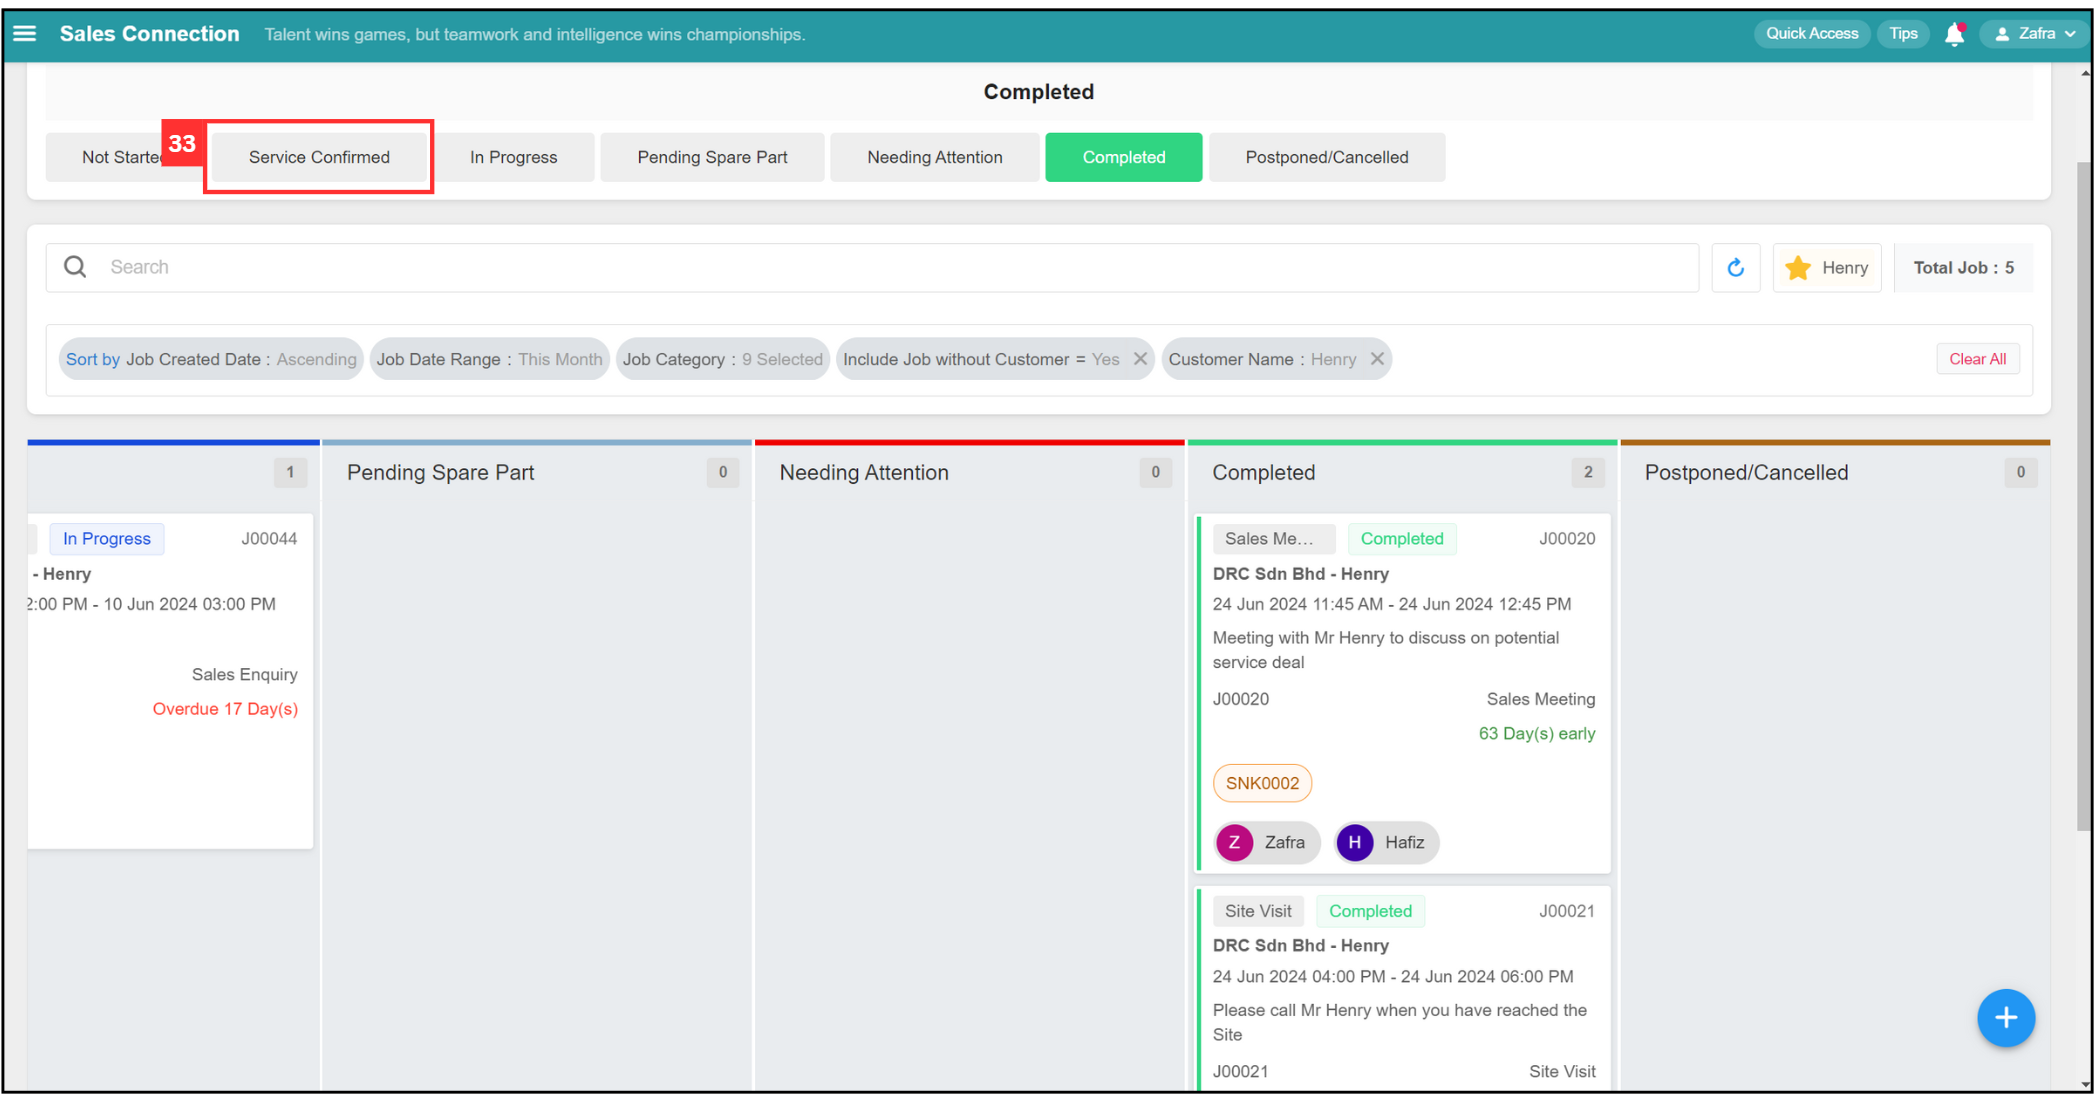 Sales Connection Talent wins games, but teamwork and intelligence wins championships. Quick Access Tips Zafra
Completed
33
Not Started Service Confirmed In Progress Pending Spare Part Needing Attention Completed Postponed/Cancelled
Search Henry Total Job : 5
Sort by Job Created Date : Ascending Job Date Range : This Month Job Category : 9 Selected Include Job without Customer = Yes Customer Name : Henry Clear All
1 Pending Spare Part 0 Needing Attention 0 Completed 2 Postponed/Cancelled 0
In Progress J00044
- Henry
2:00 PM - 10 Jun 2024 03:00 PM
Sales Enquiry
Overdue 17 Day(s)
Sales Me... Completed J00020
DRC Sdn Bhd - Henry
24 Jun 2024 11:45 AM - 24 Jun 2024 12:45 PM
Meeting with Mr Henry to discuss on potential
service deal
J00020 Sales Meeting
63 Day(s) early
SNK0002
Z Zafra H Hafiz
Site Visit Completed J00021
DRC Sdn Bhd - Henry
24 Jun 2024 04:00 PM - 24 Jun 2024 06:00 PM
Please call Mr Henry when you have reached the
Site
J00021 Site Visit